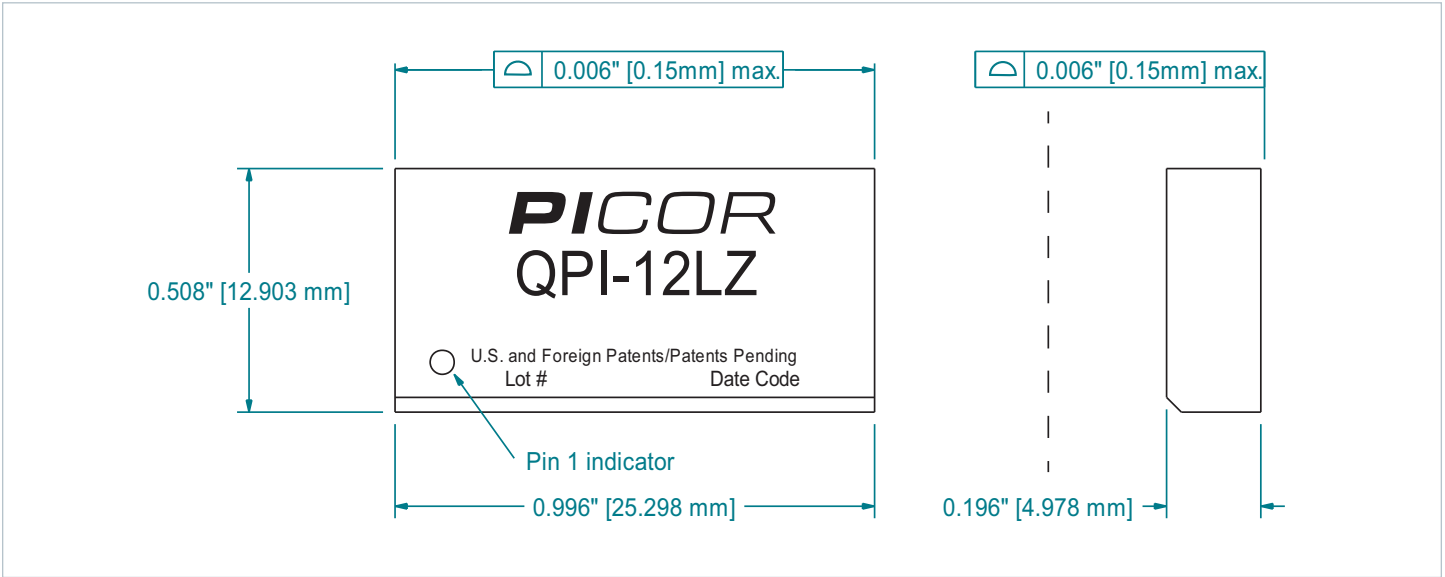 0.006" [0.15mm] max.
0.006" [0.15mm] max.
PICOR
QPI-12LZ
0.508" [12.903 mm]
U.S. and Foreign Patents/Patents Pending
Lot # Date Code
Pin 1 indicator
0.996" [25.298 mm]
0.196" [4.978 mm]